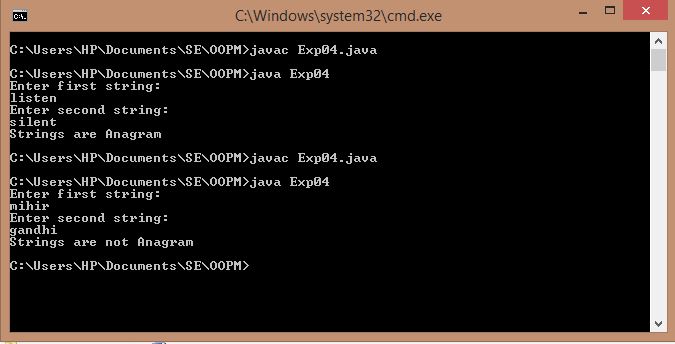 C:\Windows\system32\cmd.exe
C:\Users\HP\Documents\SE\OOPM>javac Exp04.java
C:\Users\HP\Documents\SE\OOPM>java Exp04
Enter first string:
listen
Enter second string:
silent
Strings are Anagram
C:\Users\HP\Documents\SE\OOPM>javac Exp04.java
C:\Users\HP\Documents\SE\OOPM>java Exp04
Enter first string:
mihir
Enter second string:
gandhi
Strings are not Anagram
C:\Users\HP\Documents\SE\OOPM>